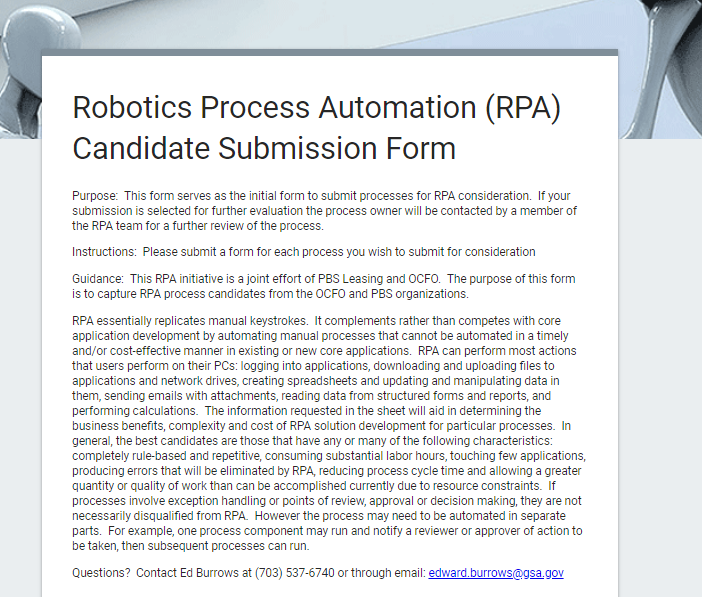 Robotics Process Automation (RPA)
Candidate Submission Form
Purpose:  This form serves as the initial form to submit processes for RPA consideration.  If your
submission is selected for further evaluation the process owner will be contacted by a member of
the RPA team for a further review of the process.
Instructions:  Please submit a form for each process you wish to submit for consideration
Guidance:  This RPA initiative is a joint effort of PBS Leasing and OCFO.  The purpose of this form
is to capture RPA process candidates from the OCFO and PBS organizations.
RPA essentially replicates manual keystrokes.  It complements rather than competes with core
application development by automating manual processes that cannot be automated in a timely
and/or cost-effective manner in existing or new core applications.  RPA can perform most actions
that users perform on their PCs: logging into applications, downloading and uploading files to
applications and network drives, creating spreadsheets and updating and manipulating data in
them, sending emails with attachments, reading data from structured forms and reports, and
performing calculations.  The information requested in the sheet will aid in determining the
business benefits, complexity and cost of RPA solution development for particular processes.  In
general, the best candidates are those that have any or many of the following characteristics:
completely rule-based and repetitive, consuming substantial labor hours, touching few applications,
producing errors that will be eliminated by RPA, reducing process cycle time and allowing a greater
quantity or quality of work than can be accomplished currently due to resource constraints.  If
processes involve exception handling or points of review, approval or decision making, they are not
necessarily disqualified from RPA.  However the process may need to be automated in separate
parts.  For example, one process component may run and notify a reviewer or approver of action to
be taken, then subsequent processes can run.
Questions?  Contact Ed Burrows at (703) 537-6740 or through email: edward.burrows@gsa.gov